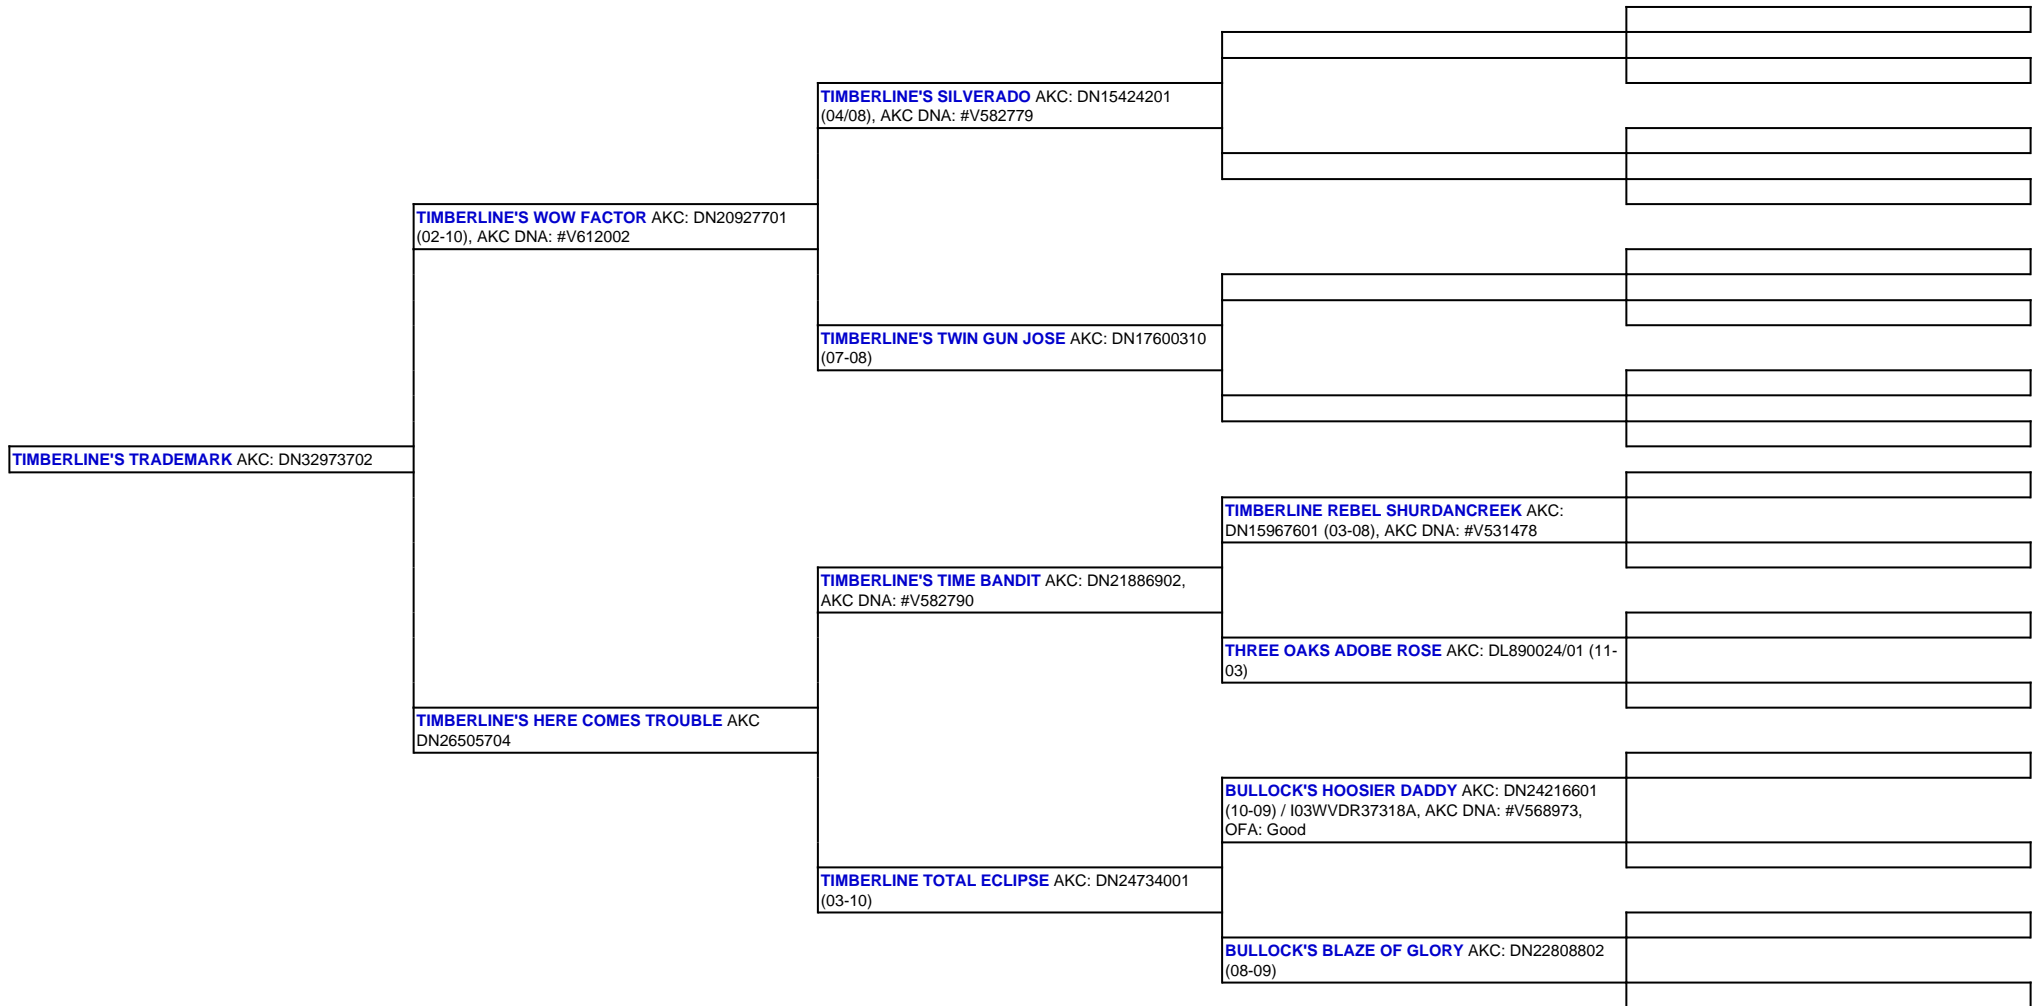 TIMBERLINE'S SILVERADO AKC: DN15424201
(04/08), AKC DNA: #V582779
TIMBERLINE'S WOW FACTOR AKC: DN20927701
(02-10), AKC DNA: #V612002
TIMBERLINE'S TWIN GUN JOSE AKC: DN17600310
(07-08)
TIMBERLINE'S TRADEMARK AKC: DN32973702
TIMBERLINE REBEL SHURDANCREEK AKC:
DN15967601 (03-08), AKC DNA: #V531478
TIMBERLINE'S TIME BANDIT AKC: DN21886902,
AKC DNA: #V582790
THREE OAKS ADOBE ROSE AKC: DL890024/01 (11-
03)
TIMBERLINE'S HERE COMES TROUBLE AKC
DN26505704
BULLOCK'S HOOSIER DADDY AKC: DN24216601
(10-09) / I03WVDR37318A, AKC DNA: #V568973,
OFA: Good
TIMBERLINE TOTAL ECLIPSE AKC: DN24734001
(03-10)
BULLOCK'S BLAZE OF GLORY AKC: DN22808802
(08-09)